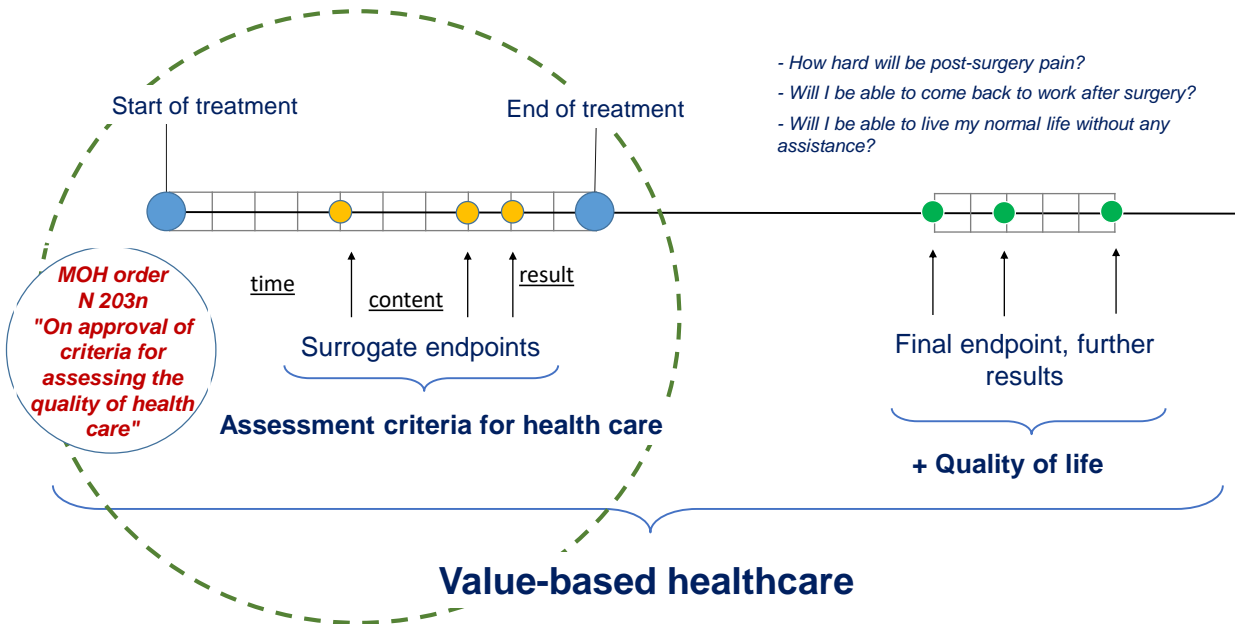 - How hard will be post-surgery pain?
- Will I be able to come back to work after surgery?
- Will I be able to live my normal life without any
assistance?
Start of treatment
End of treatment
MOH order
N 203n
"On approval of
criteria for
assessing the
quality of health
care"
time
content
result
Surrogate endpoints
Assessment criteria for health care
Final endpoint, further
results
+ Quality of life
Value-based healthcare